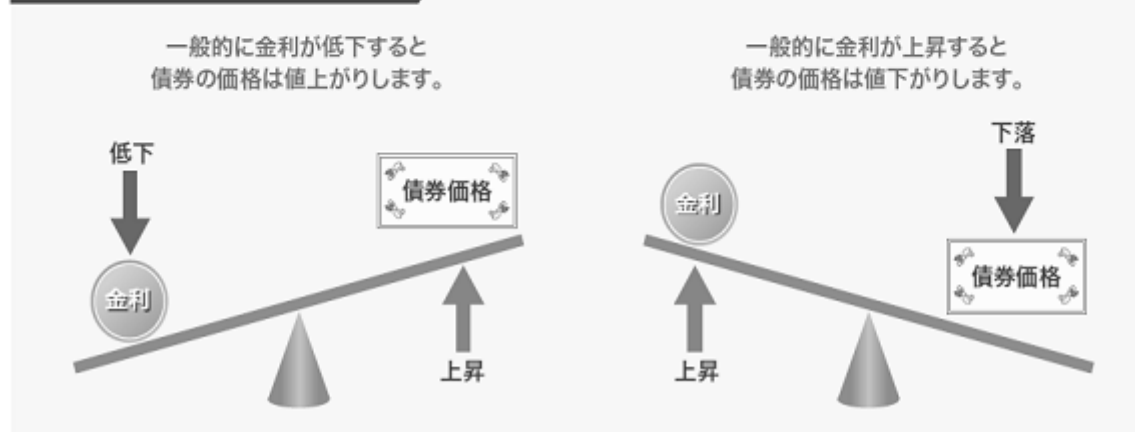 一般的に金利が低下すると
債券の価格は値上がりします。
低下
債券価格
金利
上昇
一般的に金利が上昇すると
債券の価格は値下がりします。
下落
金利
債券価格
上昇